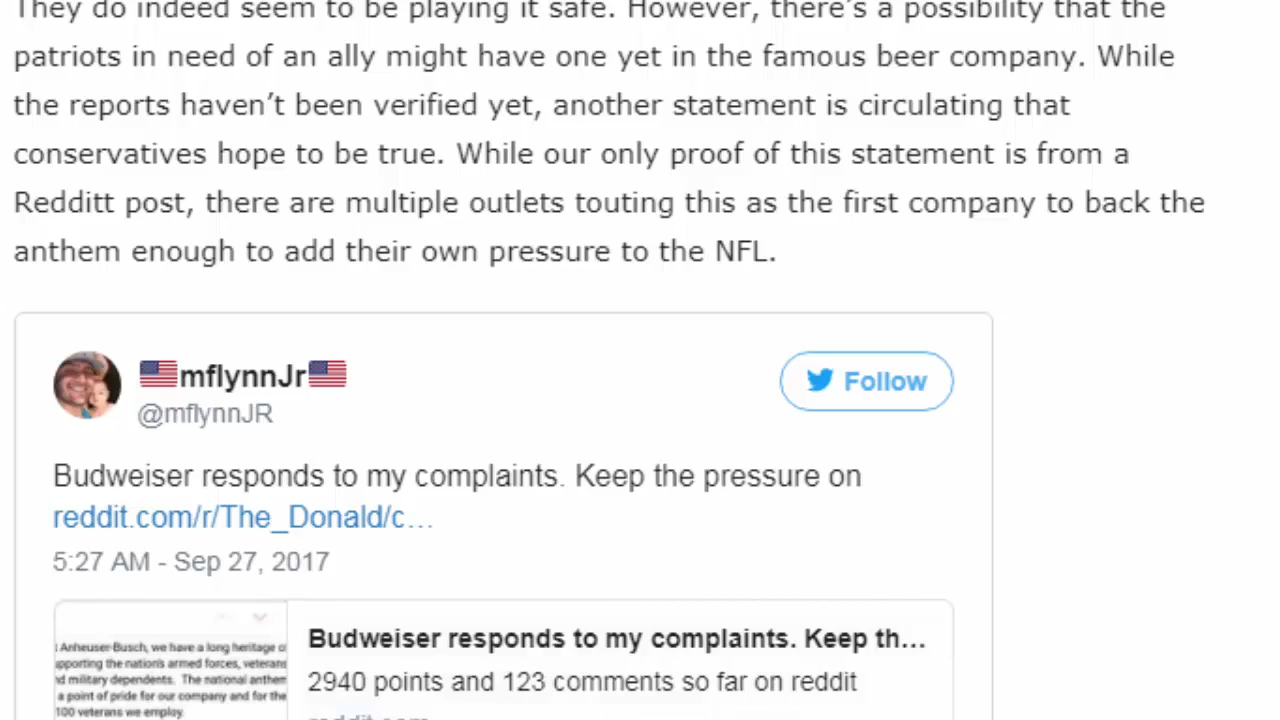 They do indeed seem to be playing it safe. However, there's a possibility that the
patriots in need of an ally might have one yet in the famous beer company. While
the reports haven't been verified yet, another statement is circulating that
conservatives hope to be true. While our only proof of this statement is from a
Redditt post, there are multiple outlets touting this as the first company to back the
anthem enough to add their own pressure to the NFL.
mflynnJr
@mflynnJR
Follow
Budweiser responds to my complaints. Keep the pressure on
reddit.com/r/The_Donald/c...
5:27 AM - Sep 27, 2017
Anheuser-Busch, we have a long heritage o
pporting the nation's armed forces, veterans
nd military dependents. The national anthem
a point of pride for our company and for the
100 veterans we employ.
Budweiser responds to my complaints. Keep th...
2940 points and 123 comments so far on reddit
reddit.com